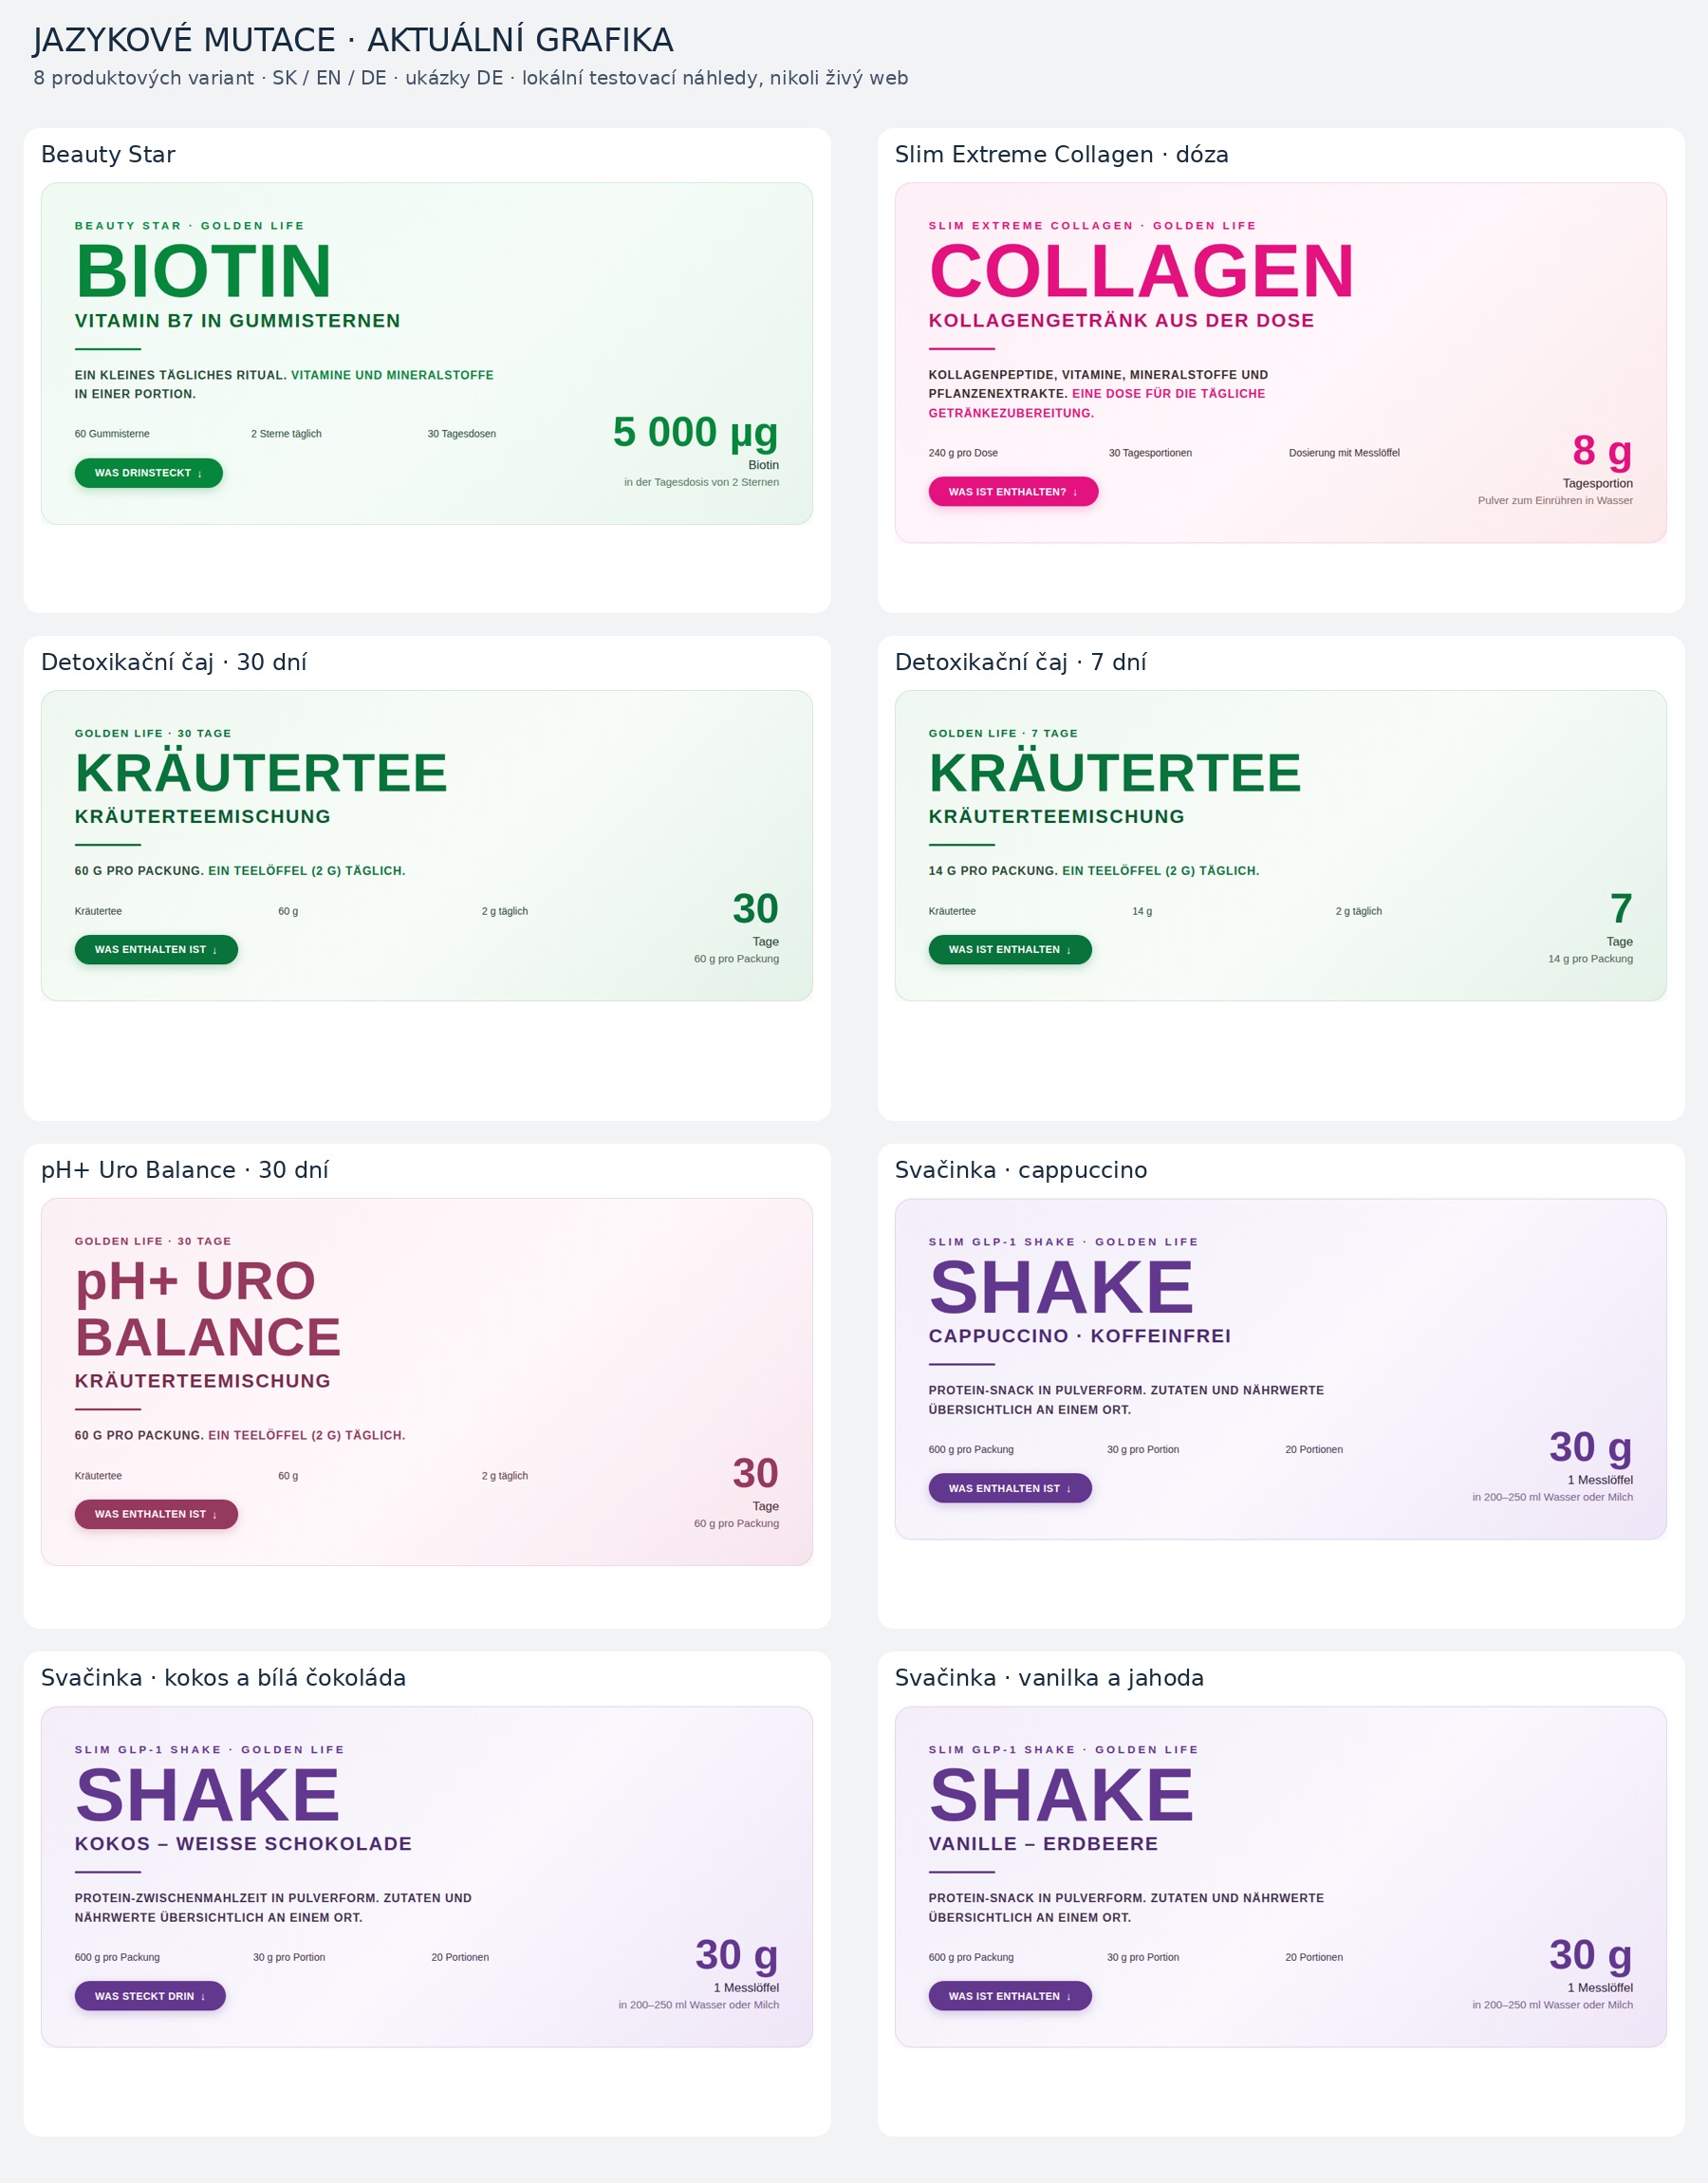 JAZYKOVÉ MUTACE · AKTUÁLNÍ GRAFIKA
8 produktových variant · SK / EN / DE · ukázky DE · lokální testovací náhledy, nikoli živý web
Beauty Star
BEAUTY STAR · GOLDEN LIFE
BIOTIN
VITAMIN B7 IN GUMMISTERNEN
EIN KLEINES TÄGLICHES RITUAL. VITAMINE UND MINERALSTOFFE
IN EINER PORTION.
60 Gummisterne
2 Sterne täglich
30 Tagesdosen
WAS DRINSTECKT ↓
5 000 µg
Biotin
in der Tagesdosis von 2 Sternen
Slim Extreme Collagen · dóza
SLIM EXTREME COLLAGEN · GOLDEN LIFE
COLLAGEN
KOLLAGENGETRÄNK AUS DER DOSE
KOLLAGENPEPTIDE, VITAMINE, MINERALSTOFFE UND
PFLANZENEXTRAKTE. EINE DOSE FÜR DIE TÄGLICHE
GETRÄNKEZUBEREITUNG.
240 g pro Dose
30 Tagesportionen
Dosierung mit Messlöffel
WAS IST ENTHALTEN? ↓
8 g
Tagesportion
Pulver zum Einrühren in Wasser
Detoxikační čaj · 30 dní
GOLDEN LIFE · 30 TAGE
KRÄUTERTEE
KRÄUTERTEEMISCHUNG
60 G PRO PACKUNG. EIN TEELÖFFEL (2 G) TÄGLICH.
Kräutertee
60 g
2 g täglich
WAS ENTHALTEN IST ↓
30
Tage
60 g pro Packung
Detoxikační čaj · 7 dní
GOLDEN LIFE · 7 TAGE
KRÄUTERTEE
KRÄUTERTEEMISCHUNG
14 G PRO PACKUNG. EIN TEELÖFFEL (2 G) TÄGLICH.
Kräutertee
14 g
2 g täglich
WAS IST ENTHALTEN ↓
7
Tage
14 g pro Packung
pH+ Uro Balance · 30 dní
GOLDEN LIFE · 30 TAGE
pH+ URO
BALANCE
KRÄUTERTEEMISCHUNG
60 G PRO PACKUNG. EIN TEELÖFFEL (2 G) TÄGLICH.
Kräutertee
60 g
2 g täglich
WAS ENTHALTEN IST ↓
30
Tage
60 g pro Packung
Svačinka · cappuccino
SLIM GLP-1 SHAKE · GOLDEN LIFE
SHAKE
CAPPUCCINO · KOFFEINFREI
PROTEIN-SNACK IN PULVERFORM. ZUTATEN UND NÄHRWERTE
ÜBERSICHTLICH AN EINEM ORT.
600 g pro Packung
30 g pro Portion
20 Portionen
WAS ENTHALTEN IST ↓
30 g
1 Messlöffel
in 200–250 ml Wasser oder Milch
Svačinka · kokos a bílá čokoláda
SLIM GLP-1 SHAKE · GOLDEN LIFE
SHAKE
KOKOS – WEISSE SCHOKOLADE
PROTEIN-ZWISCHENMAHLZEIT IN PULVERFORM. ZUTATEN UND
NÄHRWERTE ÜBERSICHTLICH AN EINEM ORT.
600 g pro Packung
30 g pro Portion
20 Portionen
WAS STECKT DRIN ↓
30 g
1 Messlöffel
in 200–250 ml Wasser oder Milch
Svačinka · vanilka a jahoda
SLIM GLP-1 SHAKE · GOLDEN LIFE
SHAKE
VANILLE – ERDBEERE
PROTEIN-SNACK IN PULVERFORM. ZUTATEN UND NÄHRWERTE
ÜBERSICHTLICH AN EINEM ORT.
600 g pro Packung
30 g pro Portion
20 Portionen
WAS IST ENTHALTEN ↓
30 g
1 Messlöffel
in 200–250 ml Wasser oder Milch